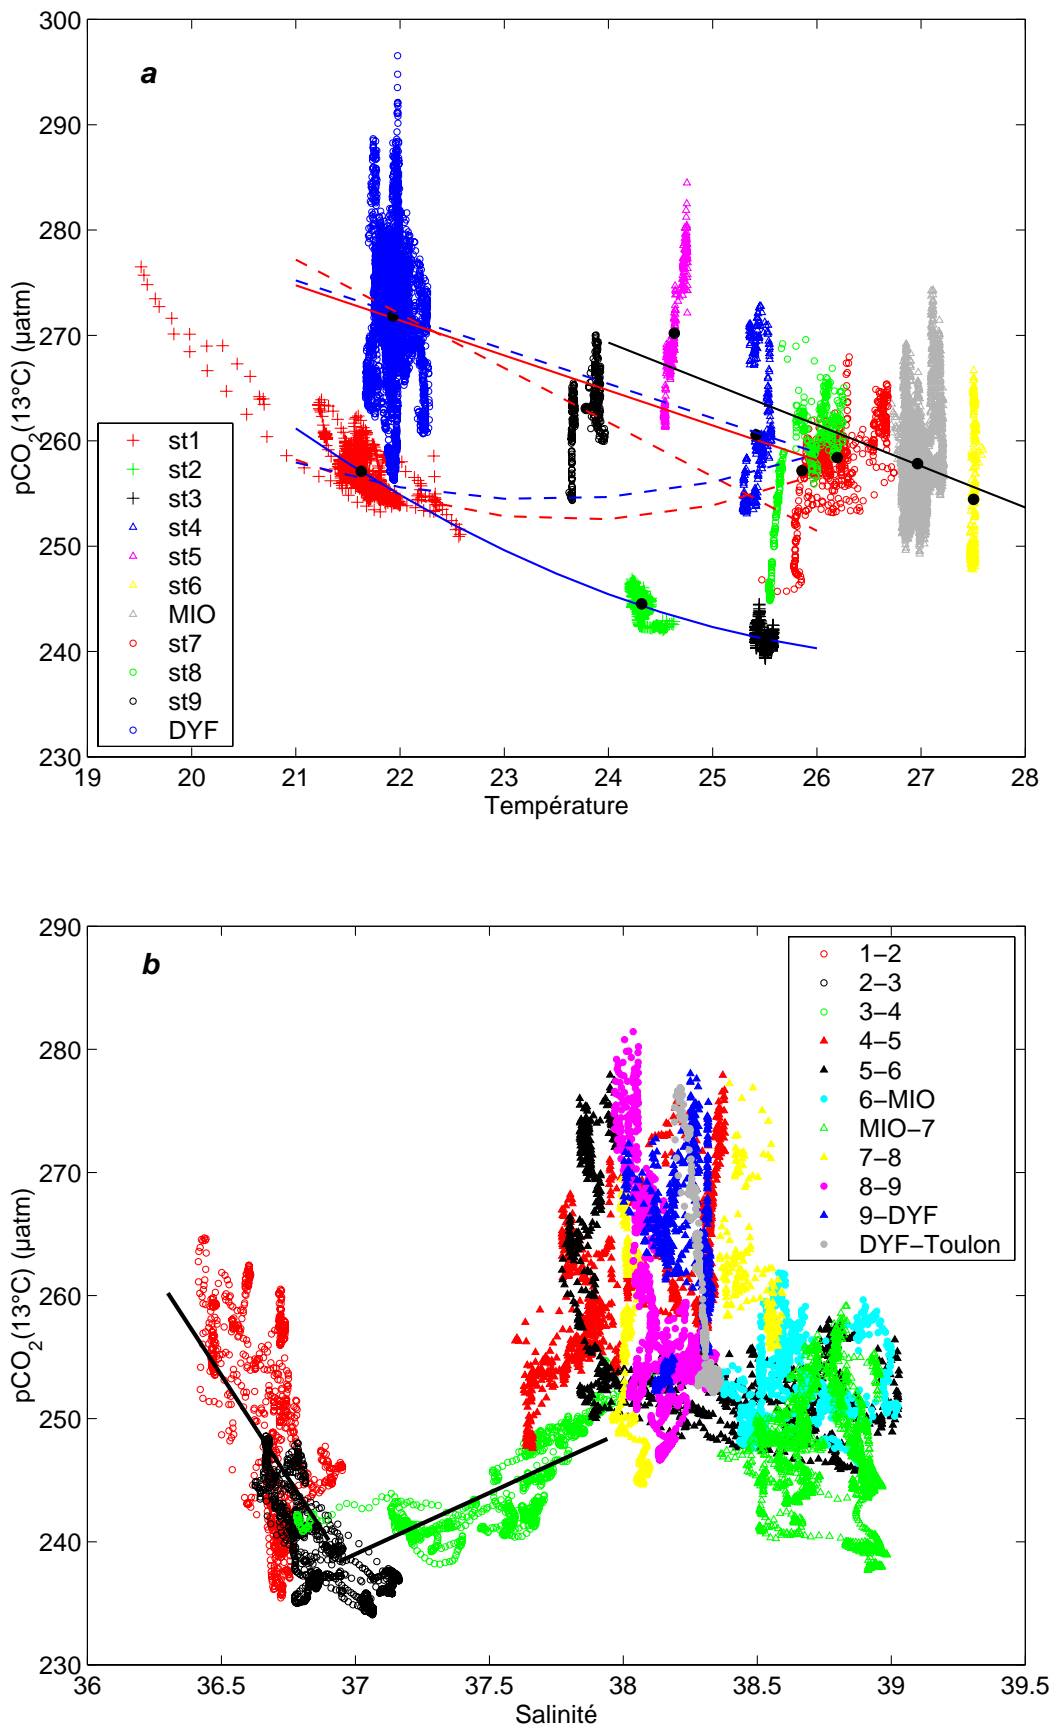 300
290
280
270
260
250
240
230
pCO2(13°C) (µatm)
a
st1
st2
st3
st4
st5
st6
MIO
st7
st8
st9
DYF
19 20 21 22 23 24 25 26 27 28
Température
290
280
270
260
250
240
230
pCO2(13°C) (µatm)
b
1−2
2−3
3−4
4−5
5−6
6−MIO
MIO−7
7−8
8−9
9−DYF
DYF−Toulon
36 36.5 37 37.5 38 38.5 39 39.5
Salinité